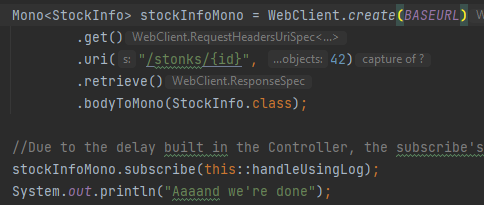 Mono<StockInfo> stockInfoMono = WebClient.create(BASEURL)
.get() WebClient.RequestHeadersUriSpec<...>
.uri( s: "/stonks/{id}", ...objects: 42) capture of ?
.retrieve() WebClient.ResponseSpec
.bodyToMono(StockInfo.class);
//Due to the delay built in the Controller, the subscribe's
stockInfoMono.subscribe(this::handleUsingLog);
System.out.println("Aaaand we're done");